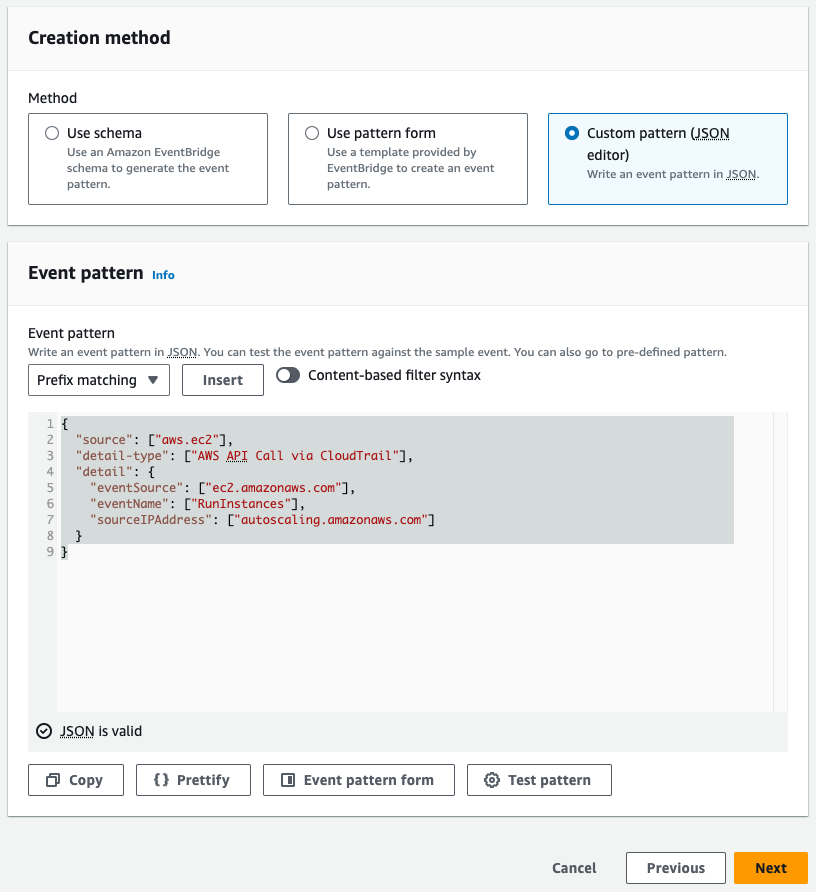 Creation method
Method
Use schema
Use an Amazon EventBridge
schema to generate the event
pattern.
Use pattern form
Use a template provided by
EventBridge to create an event
pattern.
Custom pattern (JSON
editor)
Write an event pattern in JSON.
Event pattern Info
Event pattern
Write an event pattern in JSON. You can test the event pattern against the sample event. You can also go to pre-defined pattern.
Prefix matching Insert Content-based filter syntax
1 {
2 "source": ["aws.ec2"],
3 "detail-type": ["AWS API Call via CloudTrail"],
4 "detail": {
5 "eventSource": ["ec2.amazonaws.com"],
6 "eventName": ["RunInstances"],
7 "sourceIPAddress": ["autoscaling.amazonaws.com"]
8 }
9 }
JSON is valid
Copy { } Prettify Event pattern form Test pattern
Cancel Previous Next